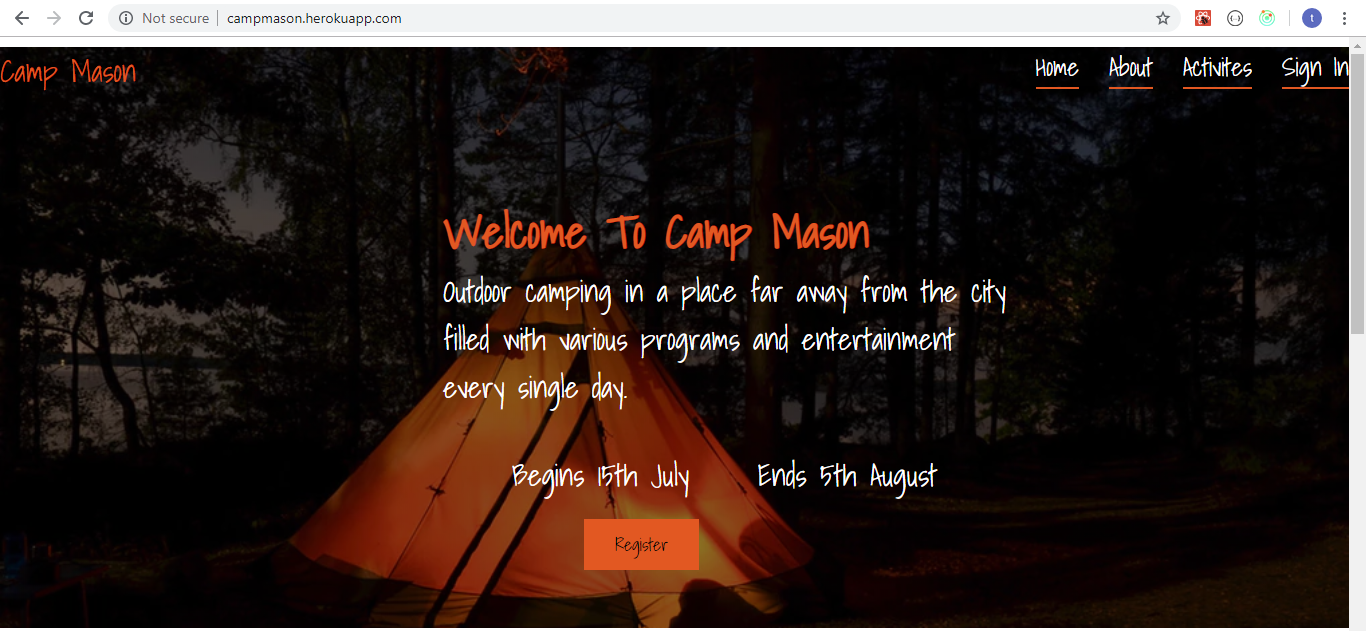 Not secure
campmason.herokuapp.com
t
Camp Mason
Home About Activites Sign In
Welcome To Camp Mason
Outdoor camping in a place far away from the city
filled with various programs and entertainment
every single day.
Begins 15th July Ends 5th August
Register